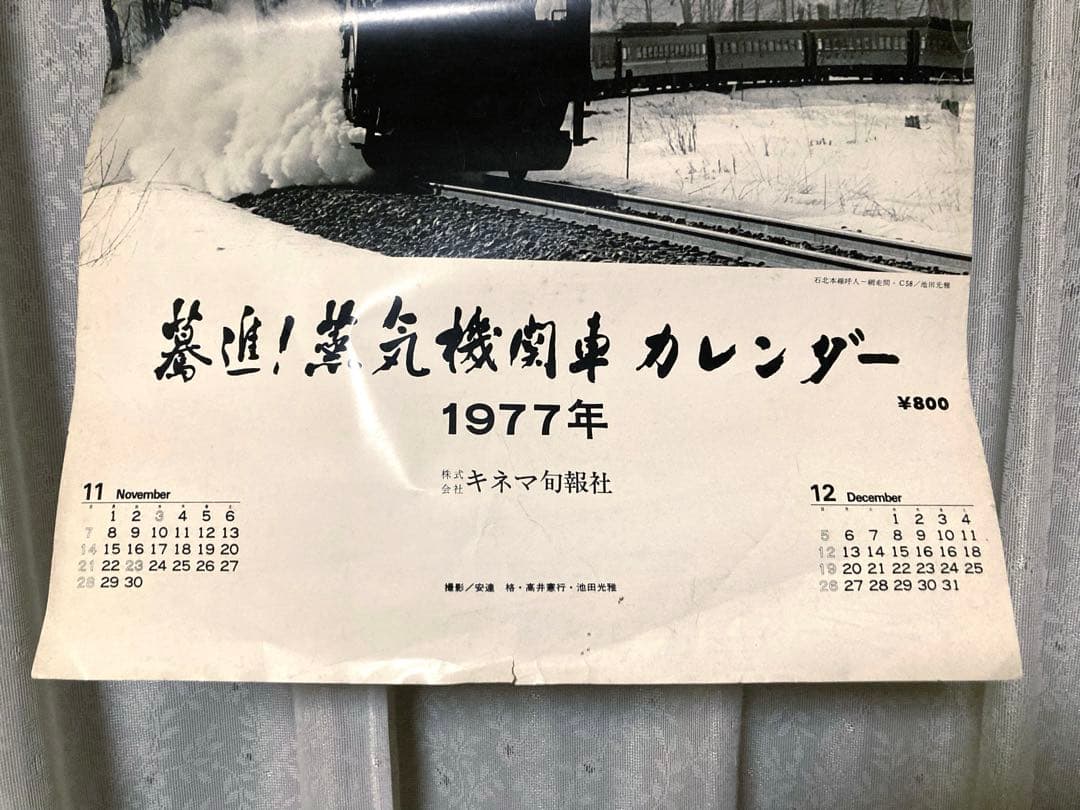 石北本線呼人−網走間・C58／池田光雅
驀進！蒸気機関車 カレンダー
¥800
1977年
株式会社 キネマ旬報社
11 November
1 2 3 4 5 6
7 8 9 10 11 12 13
14 15 16 17 18 19 20
21 22 23 24 25 26 27
28 29 30
12 December
1 2 3 4
5 6 7 8 9 10 11
12 13 14 15 16 17 18
19 20 21 22 23 24 25
26 27 28 29 30 31
撮影／安達 格・高井憲行・池田光雅